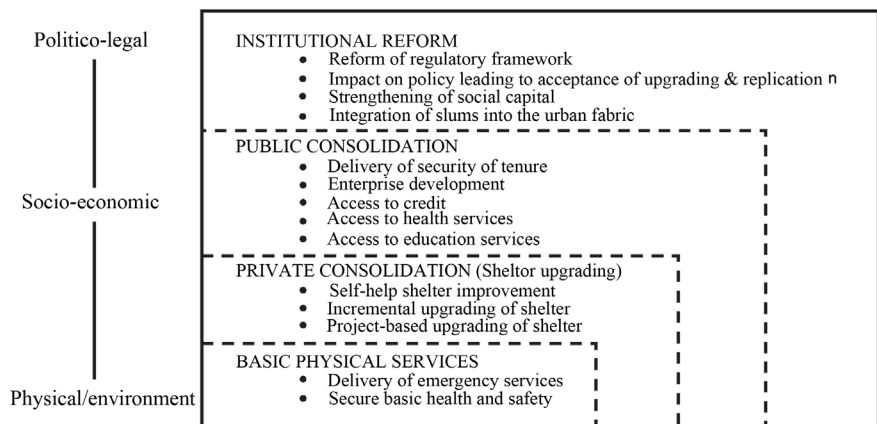 Politico-legal
INSTITUTIONAL REFORM
• Reform of regulatory framework
• Impact on policy leading to acceptance of upgrading & replication n
• Strengthening of social capital
• Integration of slums into the urban fabric
PUBLIC CONSOLIDATION
• Delivery of security of tenure
Socio-economic
• Enterprise development
• Access to credit
• Access to health services
• Access to education services
PRIVATE CONSOLIDATION (Sheltor upgrading)
• Self-help shelter improvement
• Incremental upgrading of shelter
• Project-based upgrading of shelter
BASIC PHYSICAL SERVICES
• Delivery of emergency services
• Secure basic health and safety
Physical/environment